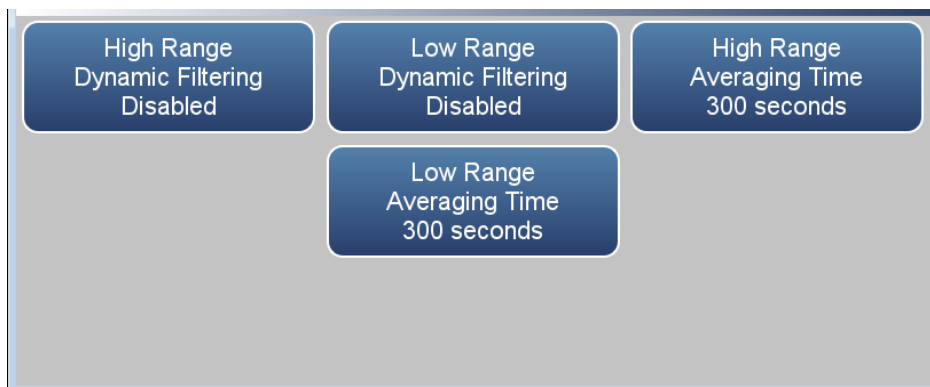 High Range
Dynamic Filtering
Disabled
Low Range
Dynamic Filtering
Disabled
High Range
Averaging Time
300 seconds
Low Range
Averaging Time
300 seconds